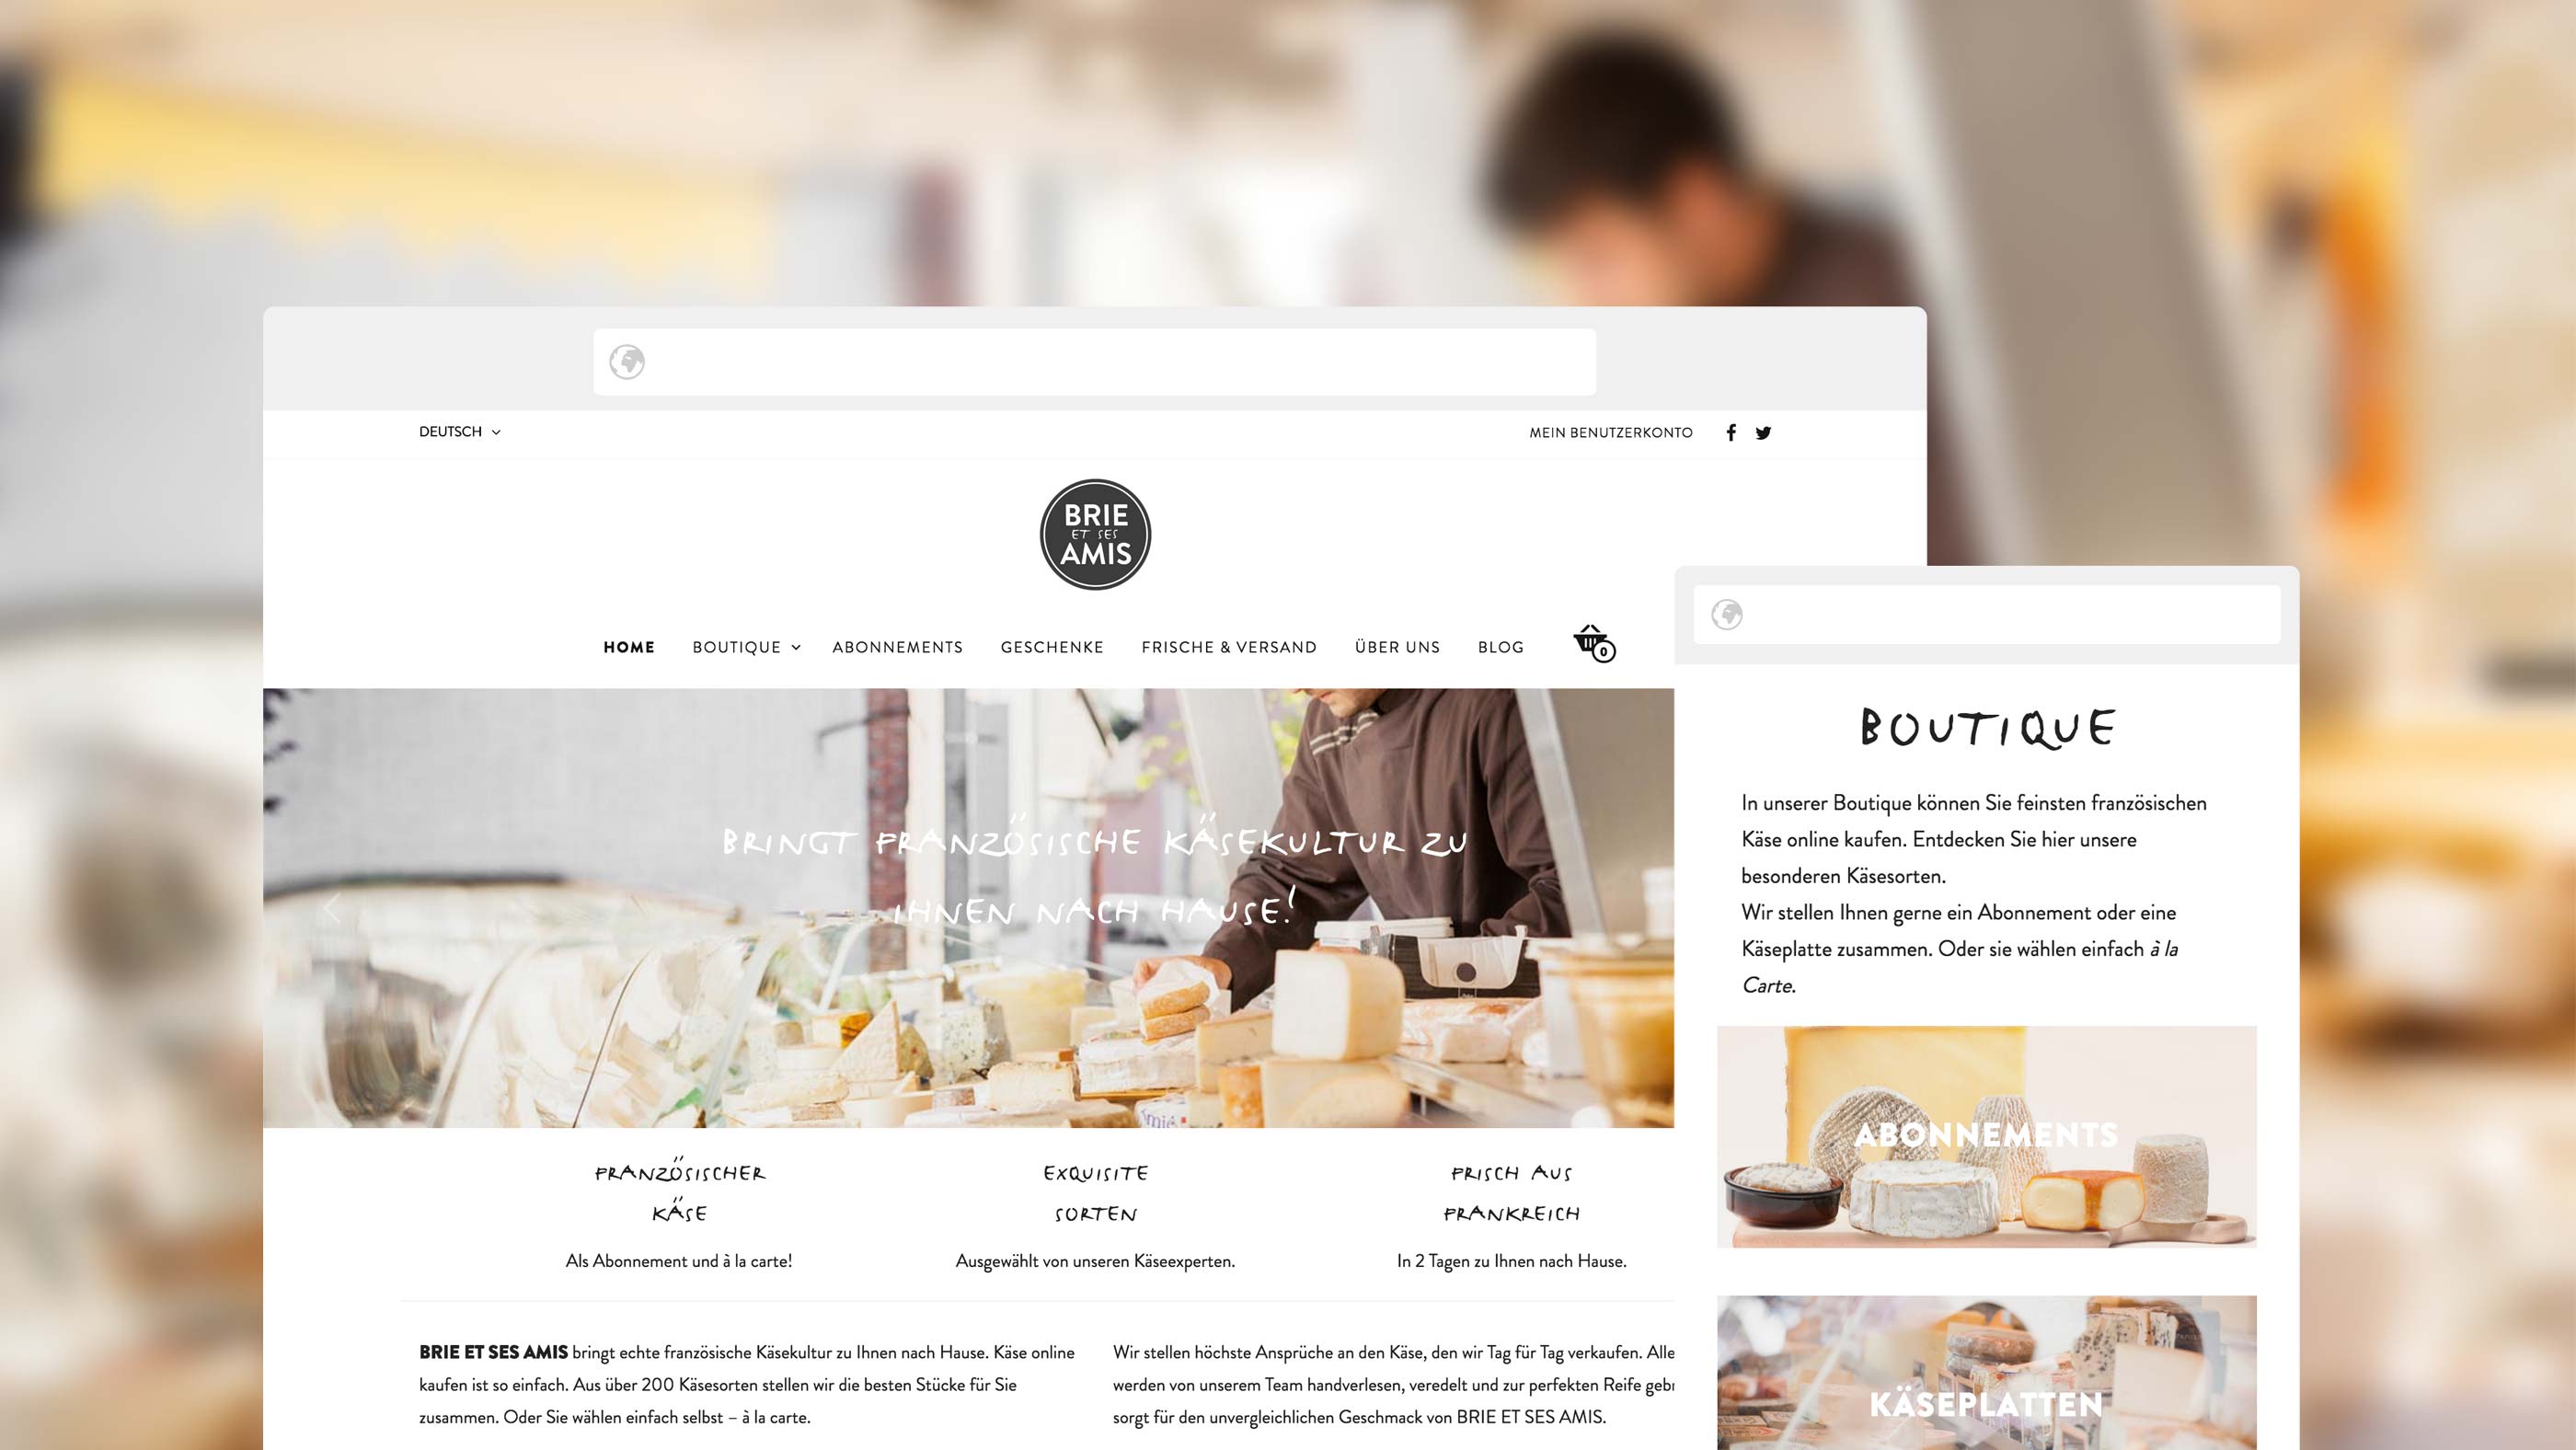 DEUTSCH
MEIN BENUTZERKONTO
BRIE
ET SES
AMIS
HOME BOUTIQUE ABONNEMENTS GESCHENKE FRISCHE & VERSAND ÜBER UNS BLOG 0
BRINGT FRANZÖSISCHE KÄSEKULTUR ZU
IHNEN NACH HAUSE!
FRANZÖSISCHER
KÄSE
Als Abonnement und à la carte!
EXQUISITE
SORTEN
Ausgewählt von unseren Käseexperten.
FRISCH AUS
FRANKREICH
In 2 Tagen zu Ihnen nach Hause.
BRIE ET SES AMIS bringt echte französische Käsekultur zu Ihnen nach Hause. Käse online
kaufen ist so einfach. Aus über 200 Käsesorten stellen wir die besten Stücke für Sie
zusammen. Oder Sie wählen einfach selbst – à la carte.
Wir stellen höchste Ansprüche an den Käse, den wir Tag für Tag verkaufen. Alle
werden von unserem Team handverlesen, veredelt und zur perfekten Reife
sorgt für den unvergleichlichen Geschmack von BRIE ET SES AMIS.
BOUTIQUE
In unserer Boutique können Sie feinsten französischen
Käse online kaufen. Entdecken Sie hier unsere
besonderen Käsesorten.
Wir stellen Ihnen gerne ein Abonnement oder eine
Käseplatte zusammen. Oder sie wählen einfach à la
Carte.
ABONNEMENTS
KÄSEPLATTEN